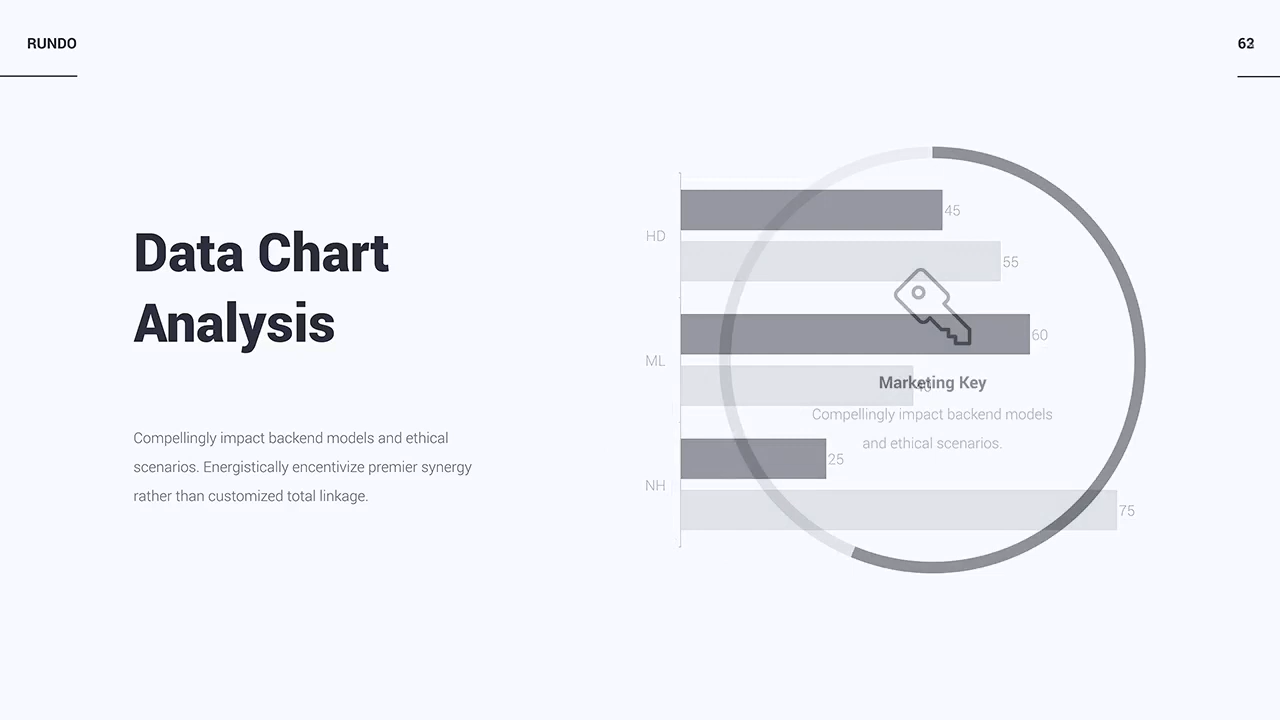 RUNDO
Data Chart
Analysis
Compellingly impact backend models and ethical
scenarios. Energistically encentivize premier synergy
rather than customized total linkage.
HD
45
55
ML
60
NH
25
75
Marketing Key
Compellingly impact backend models
and ethical scenarios.